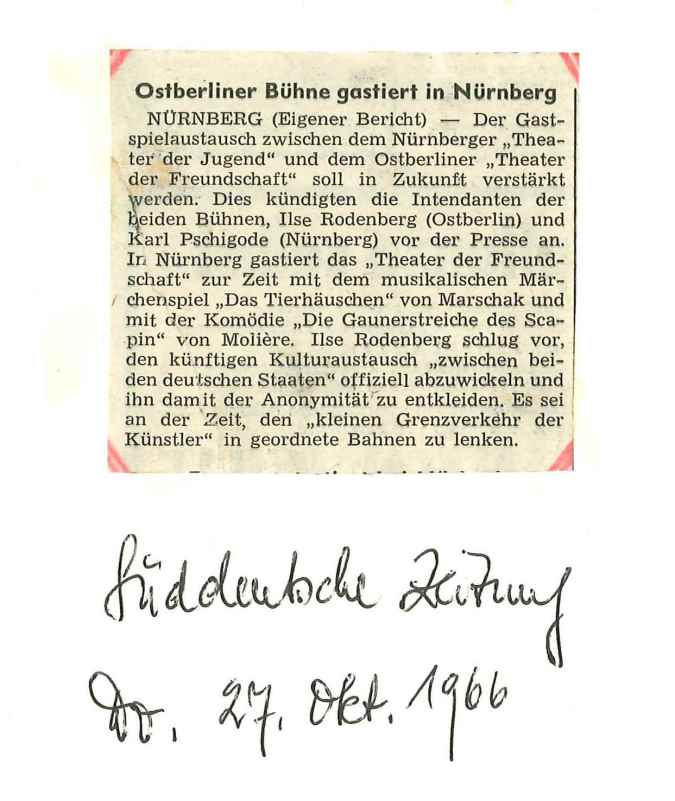 Ostberliner Bühne gastiert in Nürnberg
NÜRNBERG (Eigener Bericht) — Der Gast-
spielaustausch zwischen dem Nürnberger „Thea-
ter der Jugend“ und dem Ostberliner „Theater
der Freundschaft“ soll in Zukunft verstärkt
werden. Dies kündigten die Intendanten der
beiden Bühnen, Ilse Rodenberg (Ostberlin) und
Karl Pschigode (Nürnberg) vor der Presse an.
In Nürnberg gastiert das „Theater der Freund-
schaft“ zur Zeit mit dem musikalischen Mär-
chenspiel „Das Tierhäuschen“ von Marschak und
mit der Komödie „Die Gaunerstreiche des Sca-
pin“ von Molière. Ilse Rodenberg schlug vor,
den künftigen Kulturaustausch „zwischen bei-
den deutschen Staaten“ offiziell abzuwickeln und
ihn damit der Anonymität zu entkleiden. Es sei
an der Zeit, den „kleinen Grenzverkehr der
Künstler“ in geordnete Bahnen zu lenken.
Süddeutsche Zeitung
Do. 27. Okt. 1966